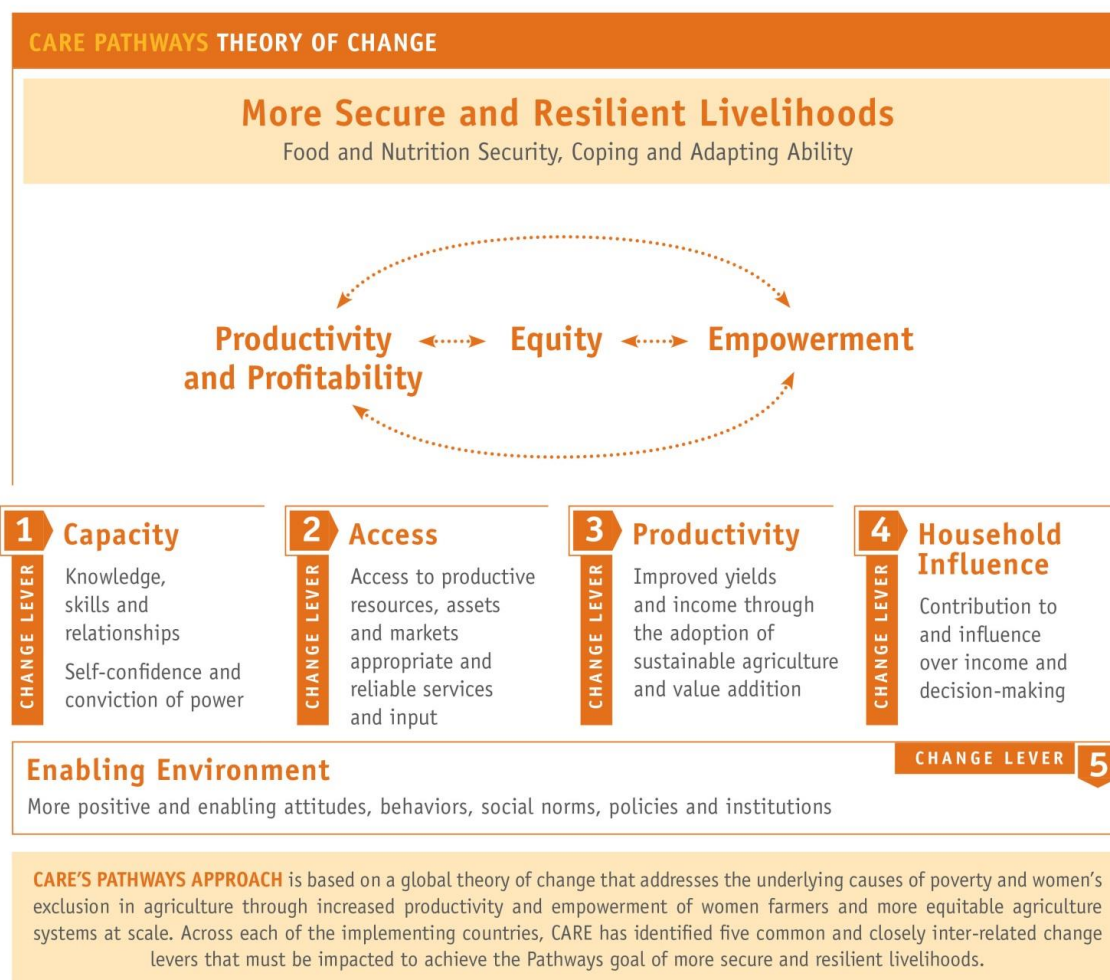 CARE PATHWAYS THEORY OF CHANGE
More Secure and Resilient Livelihoods
Food and Nutrition Security, Coping and Adapting Ability
Productivity
and Profitability
Equity
Empowerment
1
Capacity
CHANGE LEVER
Knowledge,
skills and
relationships
Self-confidence and
conviction of power
2
Access
CHANGE LEVER
Access to productive
resources, assets
and markets
appropriate and
reliable services
and input
3
Productivity
CHANGE LEVER
Improved yields
and income through
the adoption of
sustainable agriculture
and value addition
4
Household
Influence
CHANGE LEVER
Contribution to
and influence
over income and
decision-making
Enabling Environment
CHANGE LEVER 5
More positive and enabling attitudes, behaviors, social norms, policies and institutions
CARE'S PATHWAYS APPROACH is based on a global theory of change that addresses the underlying causes of poverty and women's
exclusion in agriculture through increased productivity and empowerment of women farmers and more equitable agriculture
systems at scale. Across each of the implementing countries, CARE has identified five common and closely inter-related change
levers that must be impacted to achieve the Pathways goal of more secure and resilient livelihoods.